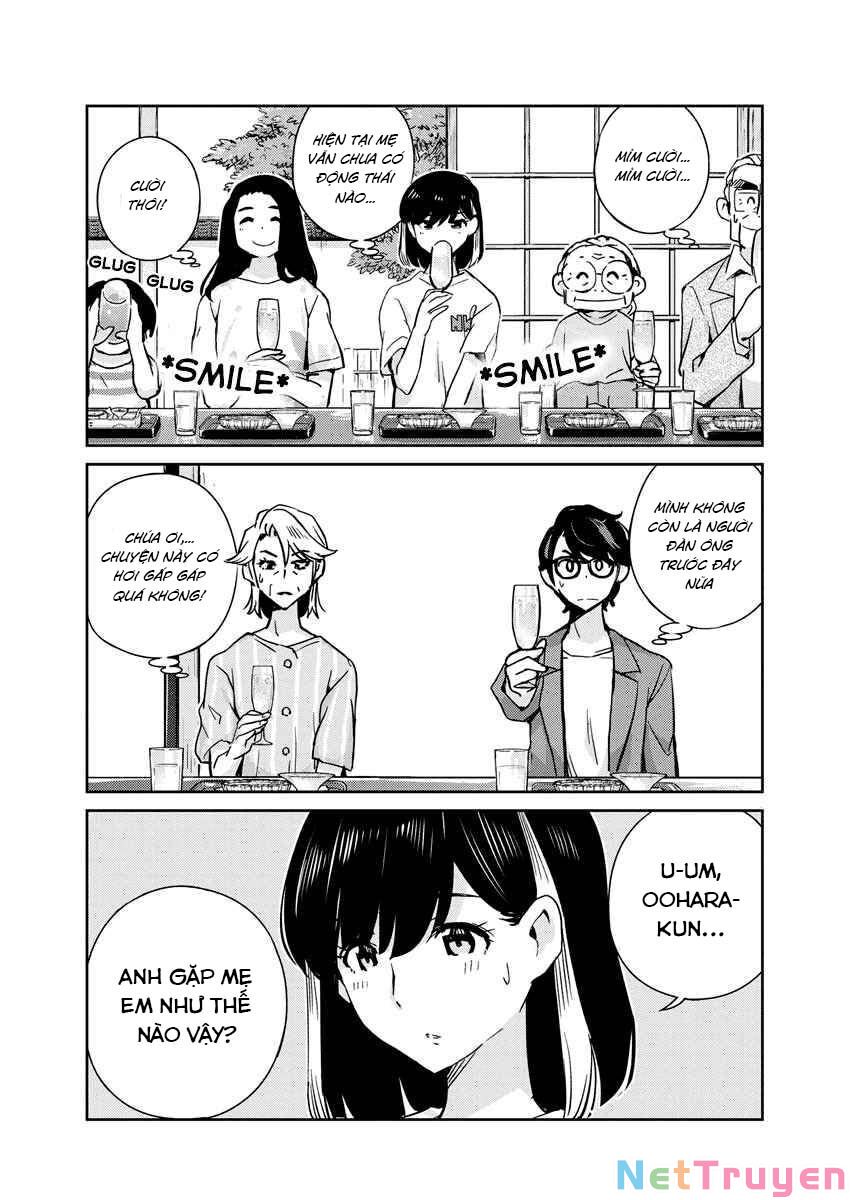 CƯỜI
THÔI!
HIỆN TẠI MẸ
VẪN CHƯA CÓ
ĐỘNG THÁI
NÀO...
MỈM CƯỜI...
MỈM CƯỜI...
GLUG
GLUG
*SMILE*
*SMILE*
CHÚA ƠI,...
CHUYỆN NÀY CÓ
HƠI GẤP GÁP
QUÁ KHÔNG!
MÌNH KHÔNG
CÒN LÀ NGƯỜI
ĐÀN ÔNG
TRƯỚC ĐÂY
NỮA
U-UM,
OOHARA-
KUN...
ANH GẶP MẸ
EM NHƯ THẾ
NÀO VẬY?
NetTruyen